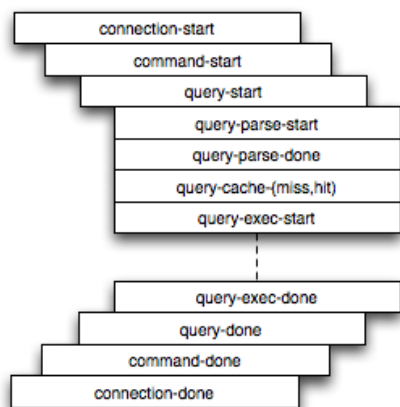 connection-start
command-start
query-start
query-parse-start
query-parse-done
query-cache-{miss,hit)
query-exec-start
query-exec-done
query-done
command-done
connection-done